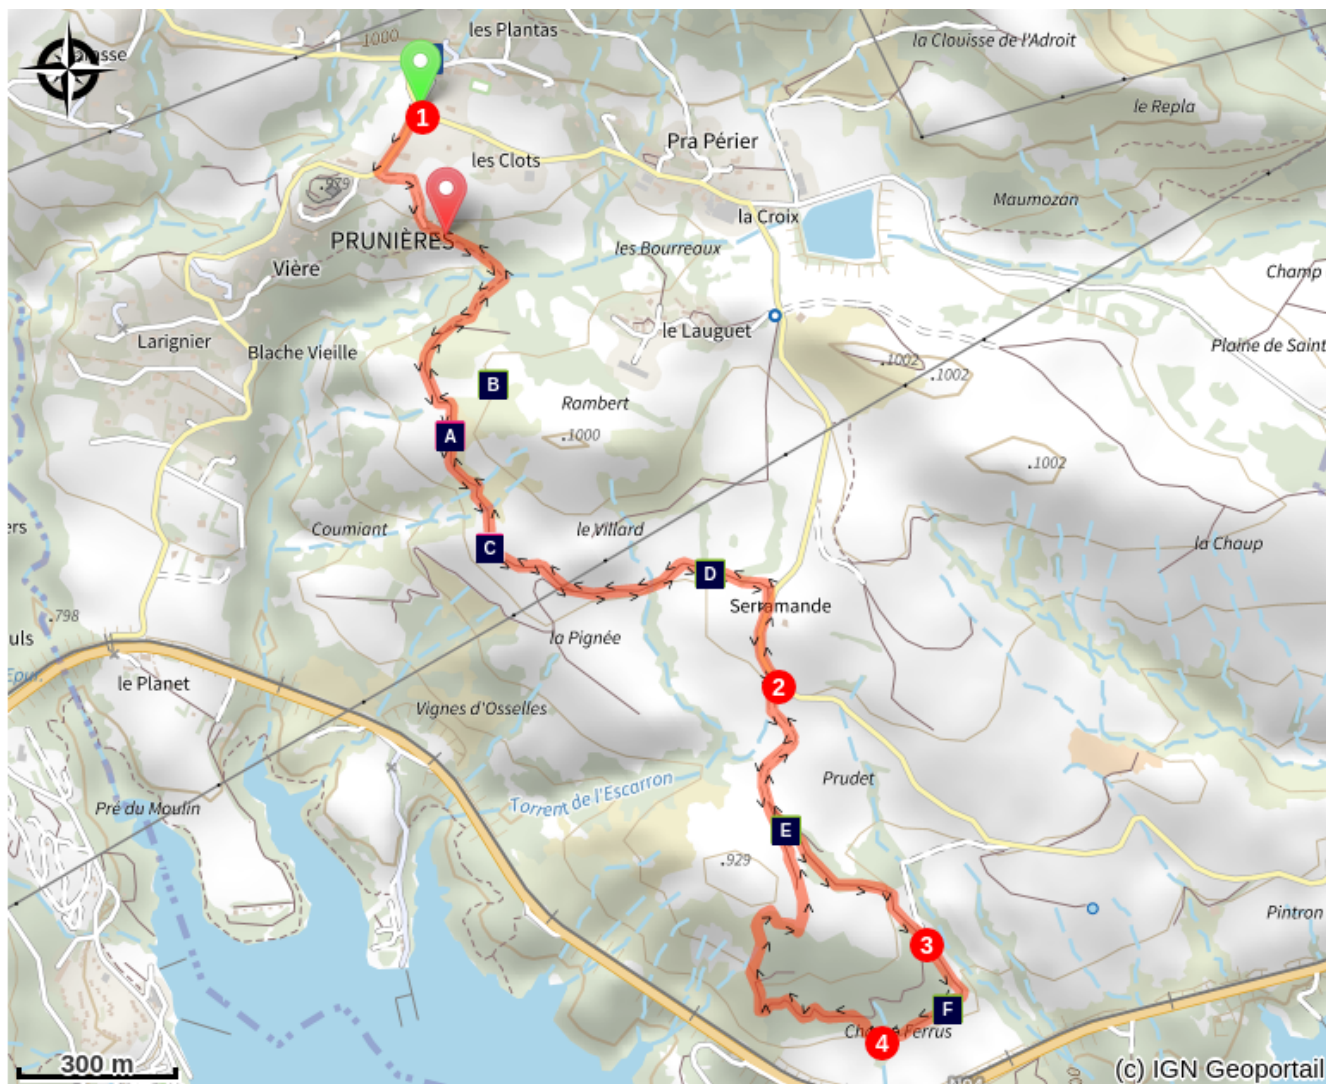 les Plantas
1000
la Clouisse de l'Adroit
le Repla
1
Pra Périer
les Clots
979
Maumozan
la Croix
PRUNIÈRES
les Bourreaux
Vière
Champ
le Lauguet
Larignier
Blache Vieille
Plaine de Saint
1002
1002
B
Rambert
A
1000
1002
Coumiant
le Villard
la Chaup
C
D
Serramande
798
uls
la Pignée
le Planet
2
Vignes d'Osselles
Prudet
Torrent de l'Escarron
Pré du Moulin
E
929
Pintron
3
F
4
300 m
(c) IGN Geoportail